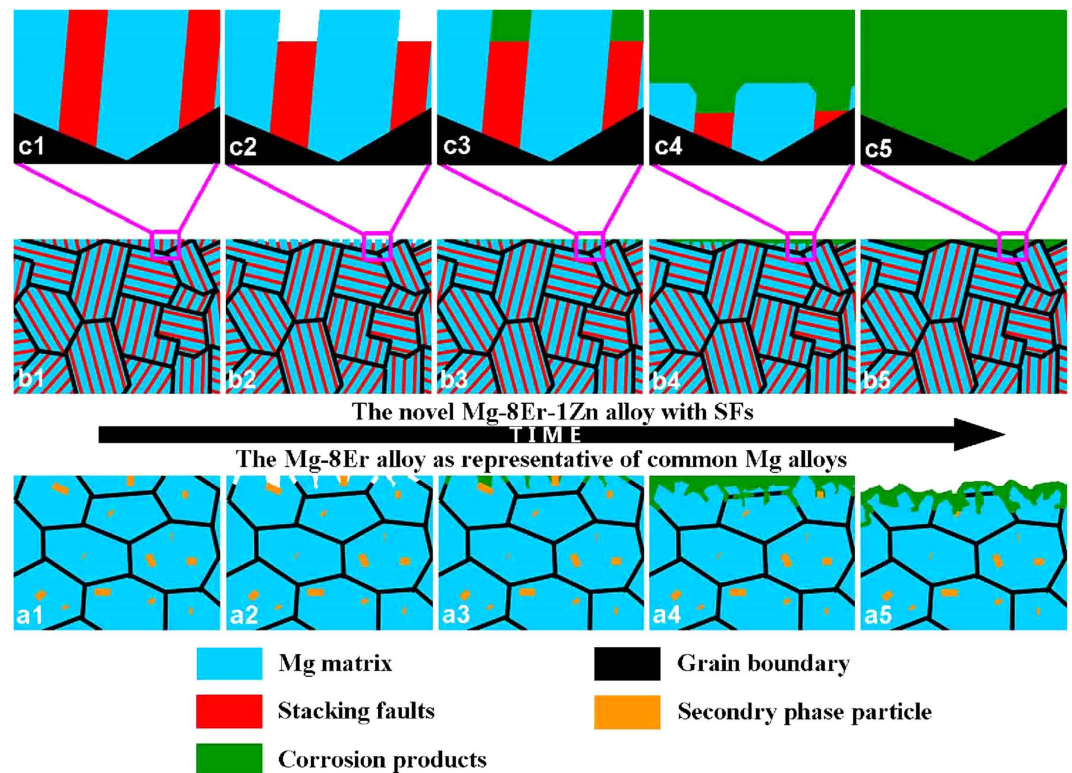 c1 c2 c3 c4 c5
b1 b2 b3 b4 b5
The novel Mg-8Er-1Zn alloy with SFs
TIME
The Mg-8Er alloy as representative of common Mg alloys
a1 a2 a3 a4 a5
Mg matrix
Grain boundary
Stacking faults
Secondry phase particle
Corrosion products